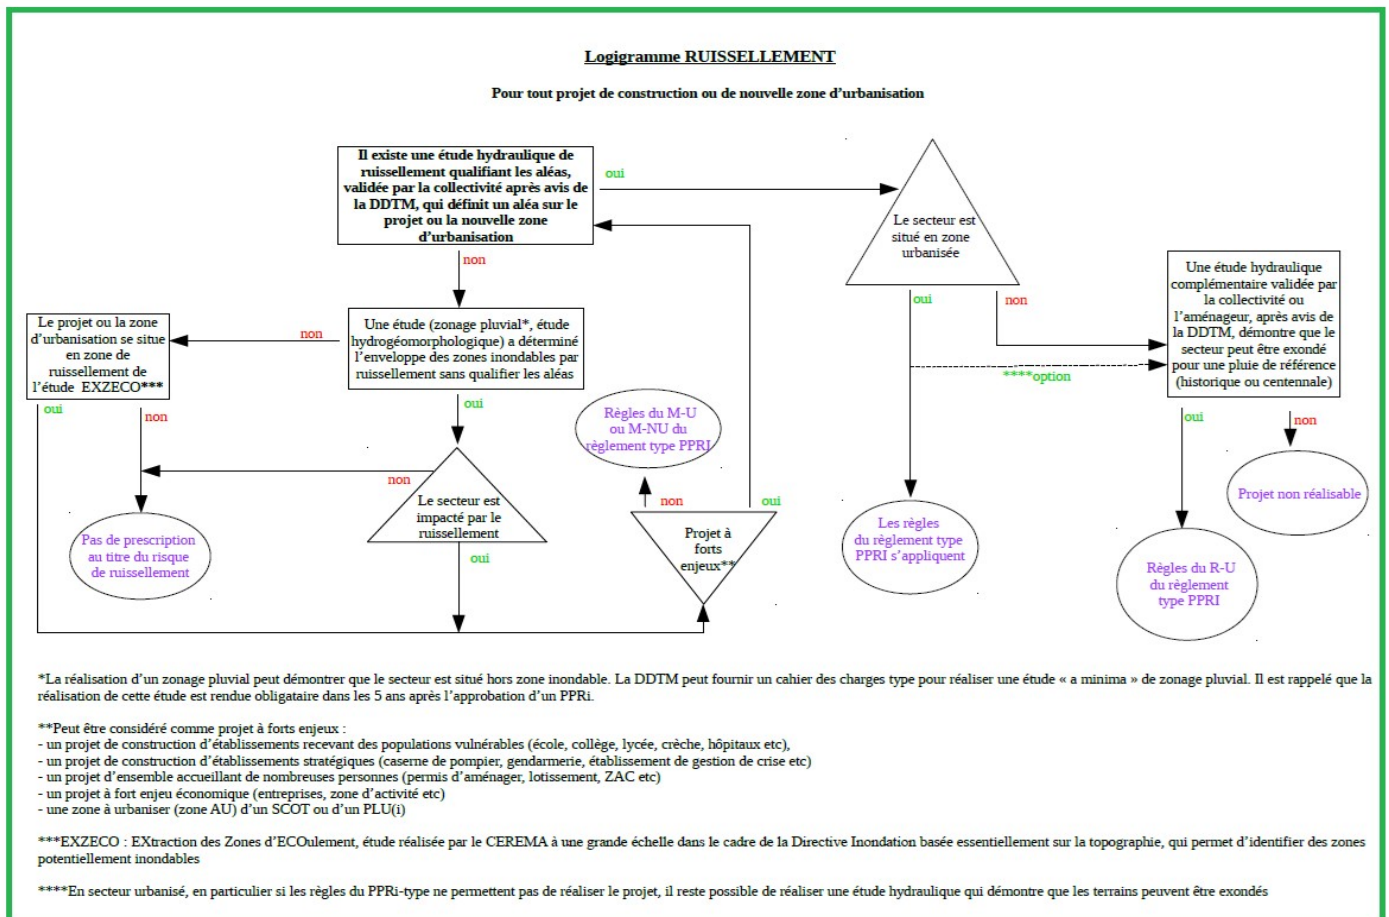 Logigramme RUISSELLEMENT
Pour tout projet de construction ou de nouvelle zone d'urbanisation
Il existe une étude hydraulique de
ruissellement qualifiant les aléas,
validée par la collectivité après avis de
la DDTM, qui définit un aléa sur le
projet ou la nouvelle zone
d'urbanisation
oui
non
Le secteur est
situé en zone
urbanisée
oui
non
****option
Une étude hydraulique
complémentaire validée par
la collectivité ou
l'aménageur, après avis de
la DDTM, démontre que le
secteur peut être exondé
pour une pluie de référence
(historique ou centennale)
oui
non
Le projet ou la zone
d'urbanisation se situe
en zone de
ruissellement de
l'étude EXZECO***
oui
non
non
Une étude (zonage pluvial*, étude
hydrogéomorphologique) a déterminé
l'enveloppe des zones inondables par
ruissellement sans qualifier les aléas
oui
Règles du M-U
ou M-NU du
règlement type PPRI
non
Le secteur est
impacté par le
ruissellement
oui
non
oui
Projet à
forts
enjeux**
Pas de prescription
au titre du risque
de ruissellement
Les règles
du règlement type
PPRI s'appliquent
Projet non réalisable
Règles du R-U
du règlement
type PPRI
*La réalisation d'un zonage pluvial peut démontrer que le secteur est situé hors zone inondable. La DDTM peut fournir un cahier des charges type pour réaliser une étude « a minima » de zonage pluvial. Il est rappelé que la
réalisation de cette étude est rendue obligataire dans les 5 ans après l'approbation d'un PPRi.
**Peut être considéré comme projet à forts enjeux :
- un projet de construction d'établissements recevant des populations vulnérables (école, collège, lycée, crèche, hôpitaux etc),
- un projet de construction d'établissements stratégiques (caserne de pompier, gendarmerie, établissement de gestion de crise etc)
- un projet d'ensemble accueillant de nombreuses personnes (permis d'aménager, lotissement, ZAC etc)
- un projet à fort enjeu économique (entreprises, zone d'activité etc)
- une zone à urbaniser (zone AU) d'un SCOT ou d'un PLU(i)
***EXZECO : EXtraction des Zones d'ECOulement, étude réalisée par le CEREMA à une grande échelle dans le cadre de la Directive Inondation basée essentiellement sur la topographie, qui permet d'identifier des zones
potentiellement inondables
****En secteur urbanisé, en particulier si les règles du PPRi-type ne permettent pas de réaliser le projet, il reste possible de réaliser une étude hydraulique qui démontre que les terrains peuvent être exondés